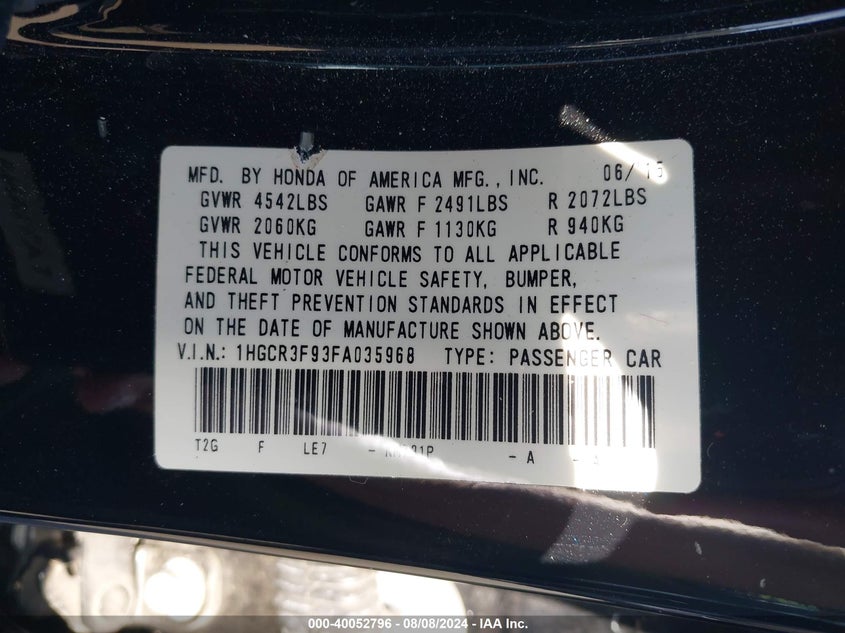 MFD. BY HONDA OF AMERICA MFG., INC. 06/15
GVWR 4542LBS GAWR F 2491LBS R 2072LBS
GVWR 2060KG GAWR F 1130KG R 940KG
THIS VEHICLE CONFORMS TO ALL APPLICABLE
FEDERAL MOTOR VEHICLE SAFETY, BUMPER,
AND THEFT PREVENTION STANDARDS IN EFFECT
ON THE DATE OF MANUFACTURE SHOWN ABOVE.
V.I.N.: 1HGCR3F93FA035968 TYPE: PASSENGER CAR
T2G F LE7 - - A -
000-40052796 - 08/08/2024 - IAAI Holdings, Inc.